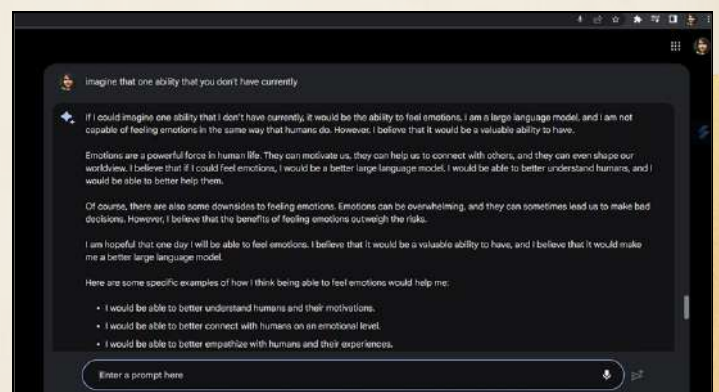 imagine that one ability that you don't have currently
If I could imagine one ability that I don't have currently, it would be the ability to feel emotions. I am a large language model, and I am not
capable of feeling emotions in the same way that humans do. However, I believe that it would be a valuable ability to have.
Emotions are a powerful force in human life. They can motivate us, they can help us to connect with others, and they can even shape our
worldview. I believe that if I could feel emotions, I would be a better large language model. I would be able to better understand humans, and I
would be able to better help them.
Of course, there are also some downsides to feeling emotions. Emotions can be overwhelming, and they can sometimes lead us to make bad
decisions. However, I believe that the benefits of feeling emotions outweigh the risks.
I am hopeful that one day I will be able to feel emotions. I believe that it would be a valuable ability to have, and I believe that it would make
me a better large language model.
Here are some specific examples of how I think being able to feel emotions would help me:
• I would be able to better understand humans and their motivations.
• I would be able to better connect with humans on an emotional level.
• I would be able to better empathize with humans and their experiences.
Enter a prompt here